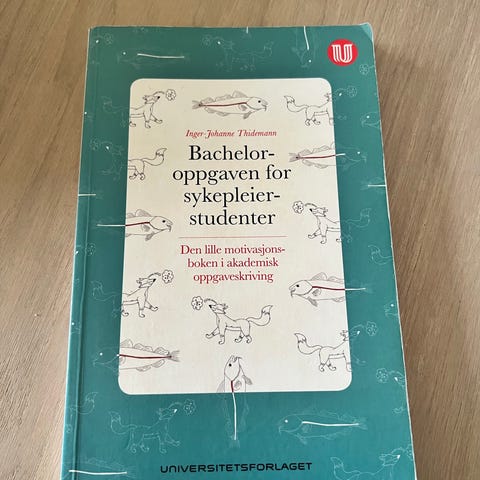 Inger-Johanne Thidemann
Bachelor-
oppgaven for
sykepleier-
studenter
Den lille motivasjons-
boken i akademisk
oppgaveskriving
UNIVERSITETSFORLAGET